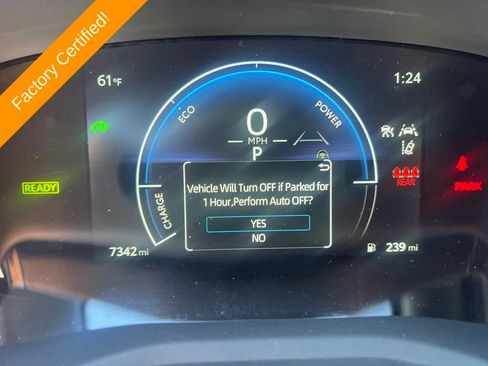 Factory Certified!
61°F
1:24
ECO
POWER
0
MPH
P
READY
Vehicle Will Turn OFF if Parked for
1 Hour,Perform Auto OFF?
YES
NO
CHARGE
REAR
PARK
7342 mi
239 mi